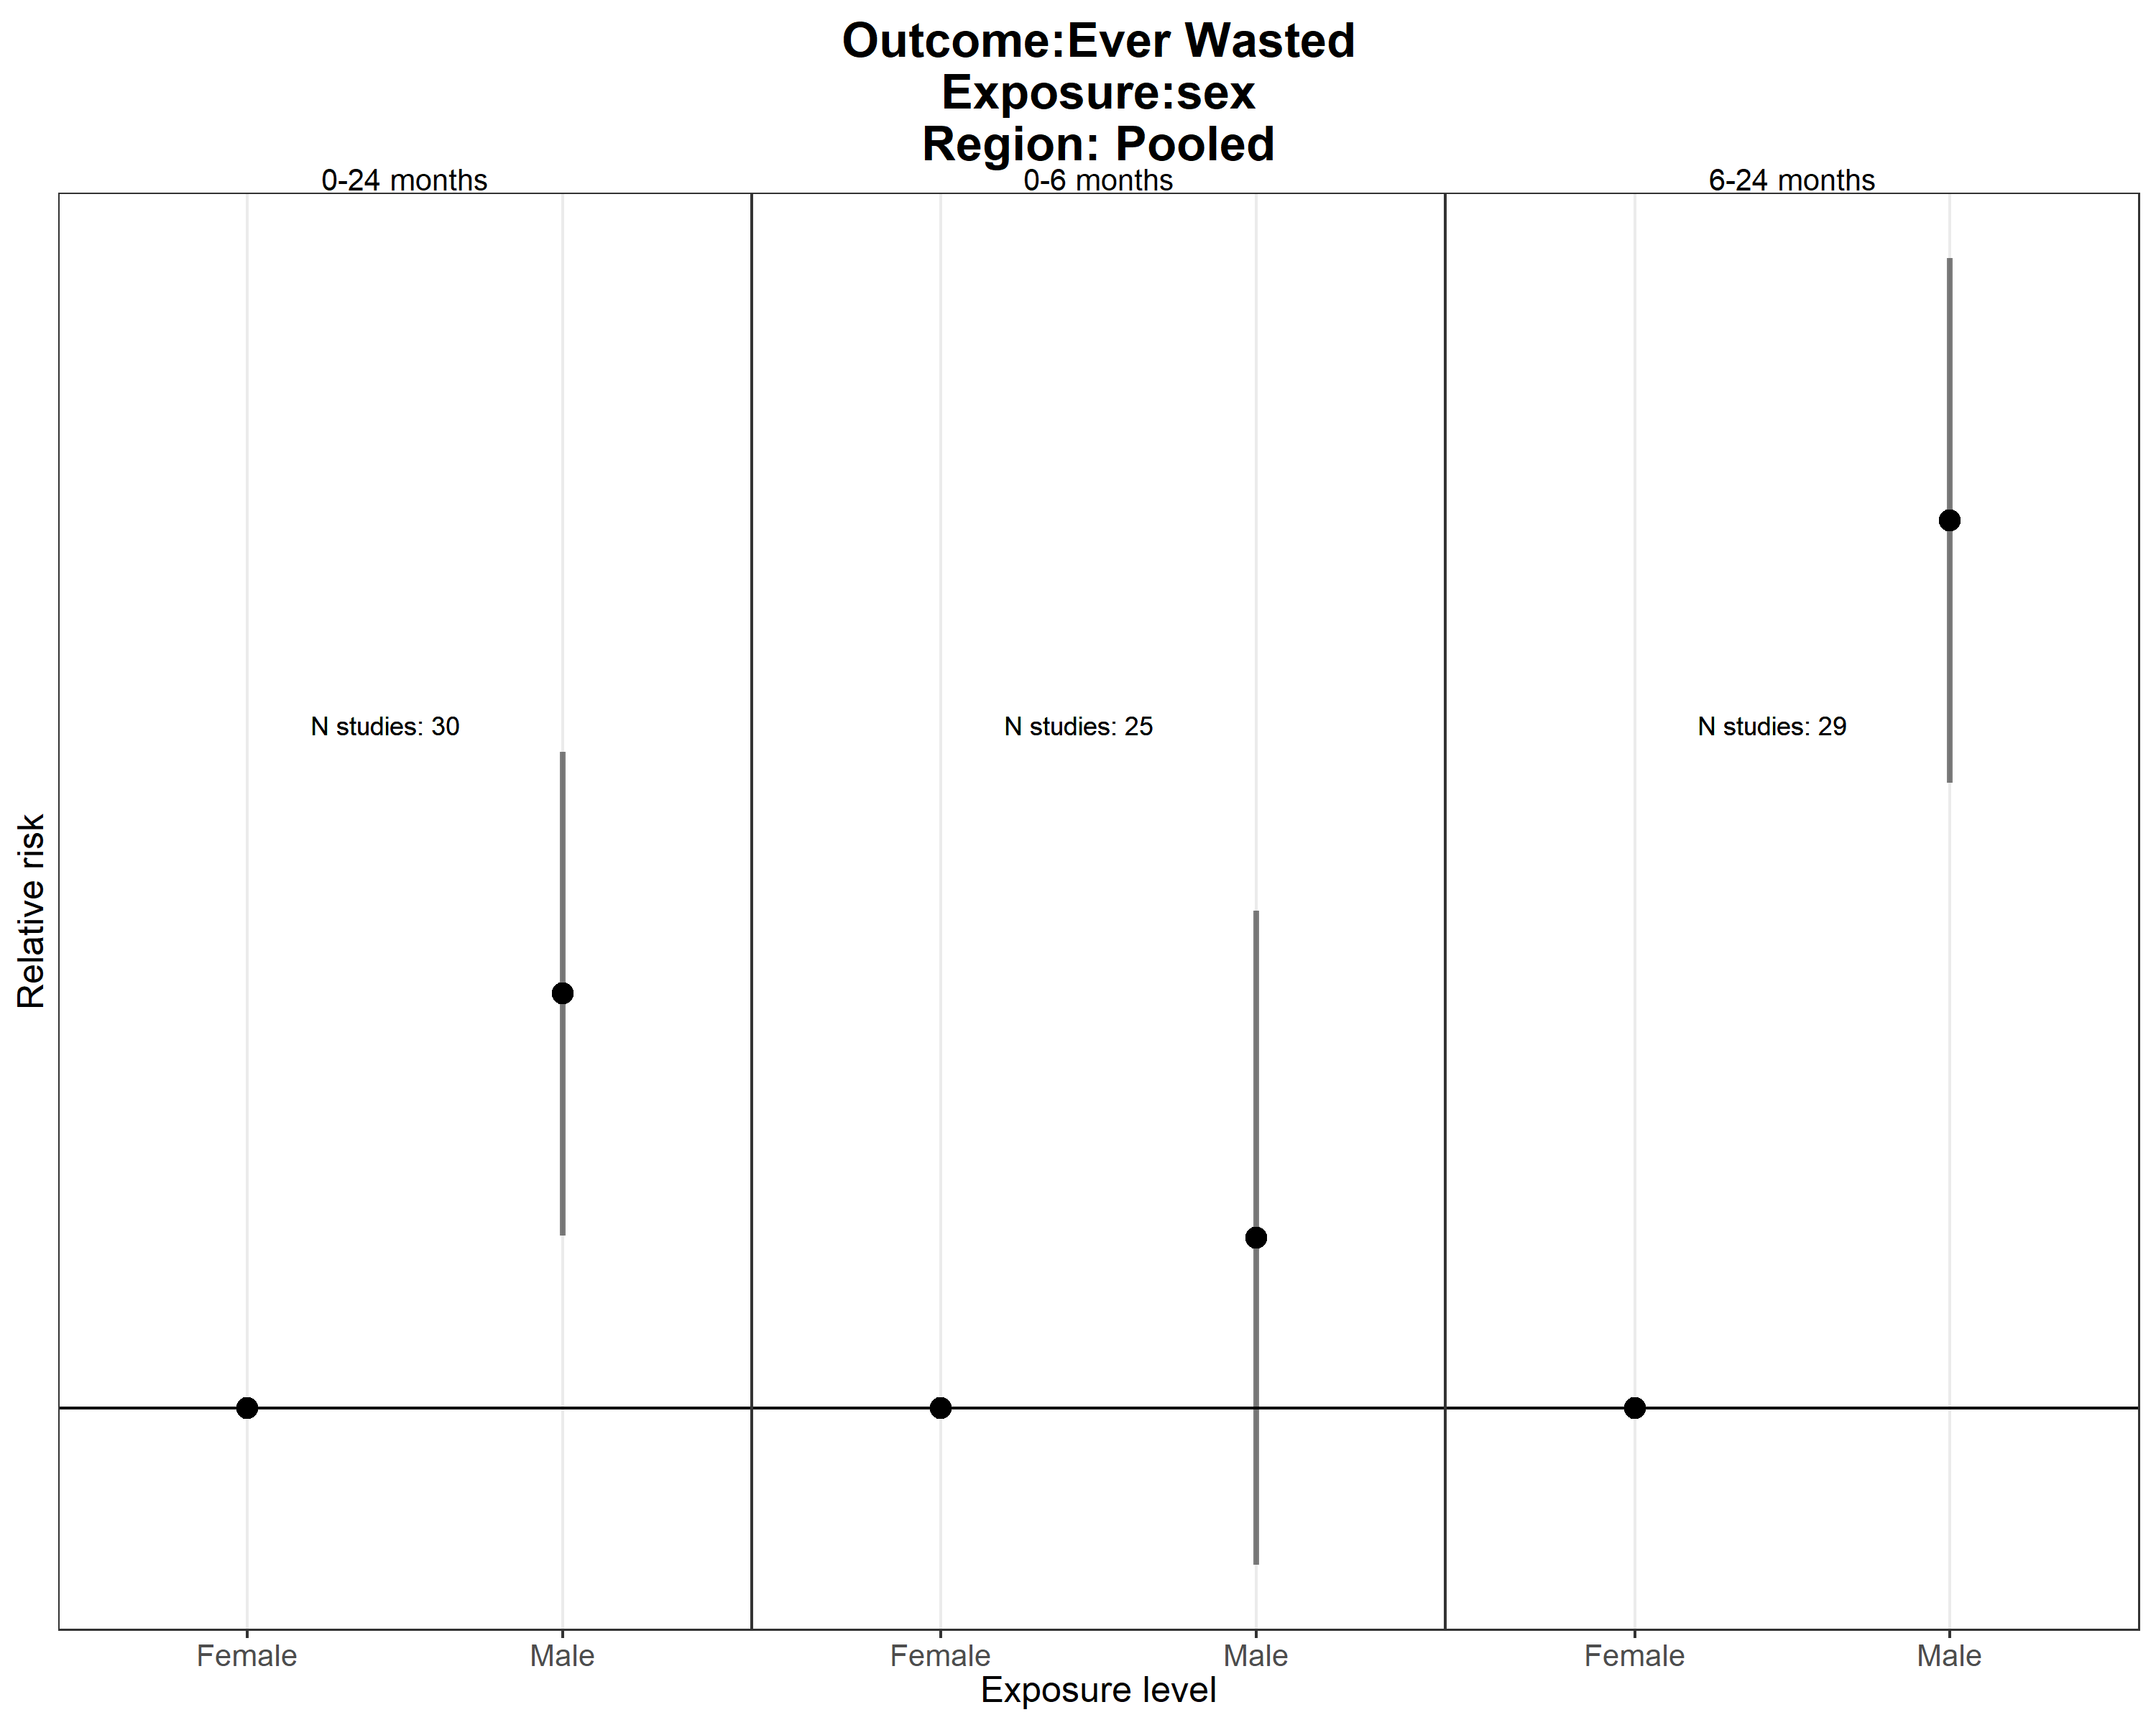 Outcome:Ever Wasted
Exposure:sex
Region: Pooled
0-24 months
0-6 months
6-24 months
N studies: 30
N studies: 25
N studies: 29
Relative risk
Female
Male
Female
Male
Female
Male
Exposure level